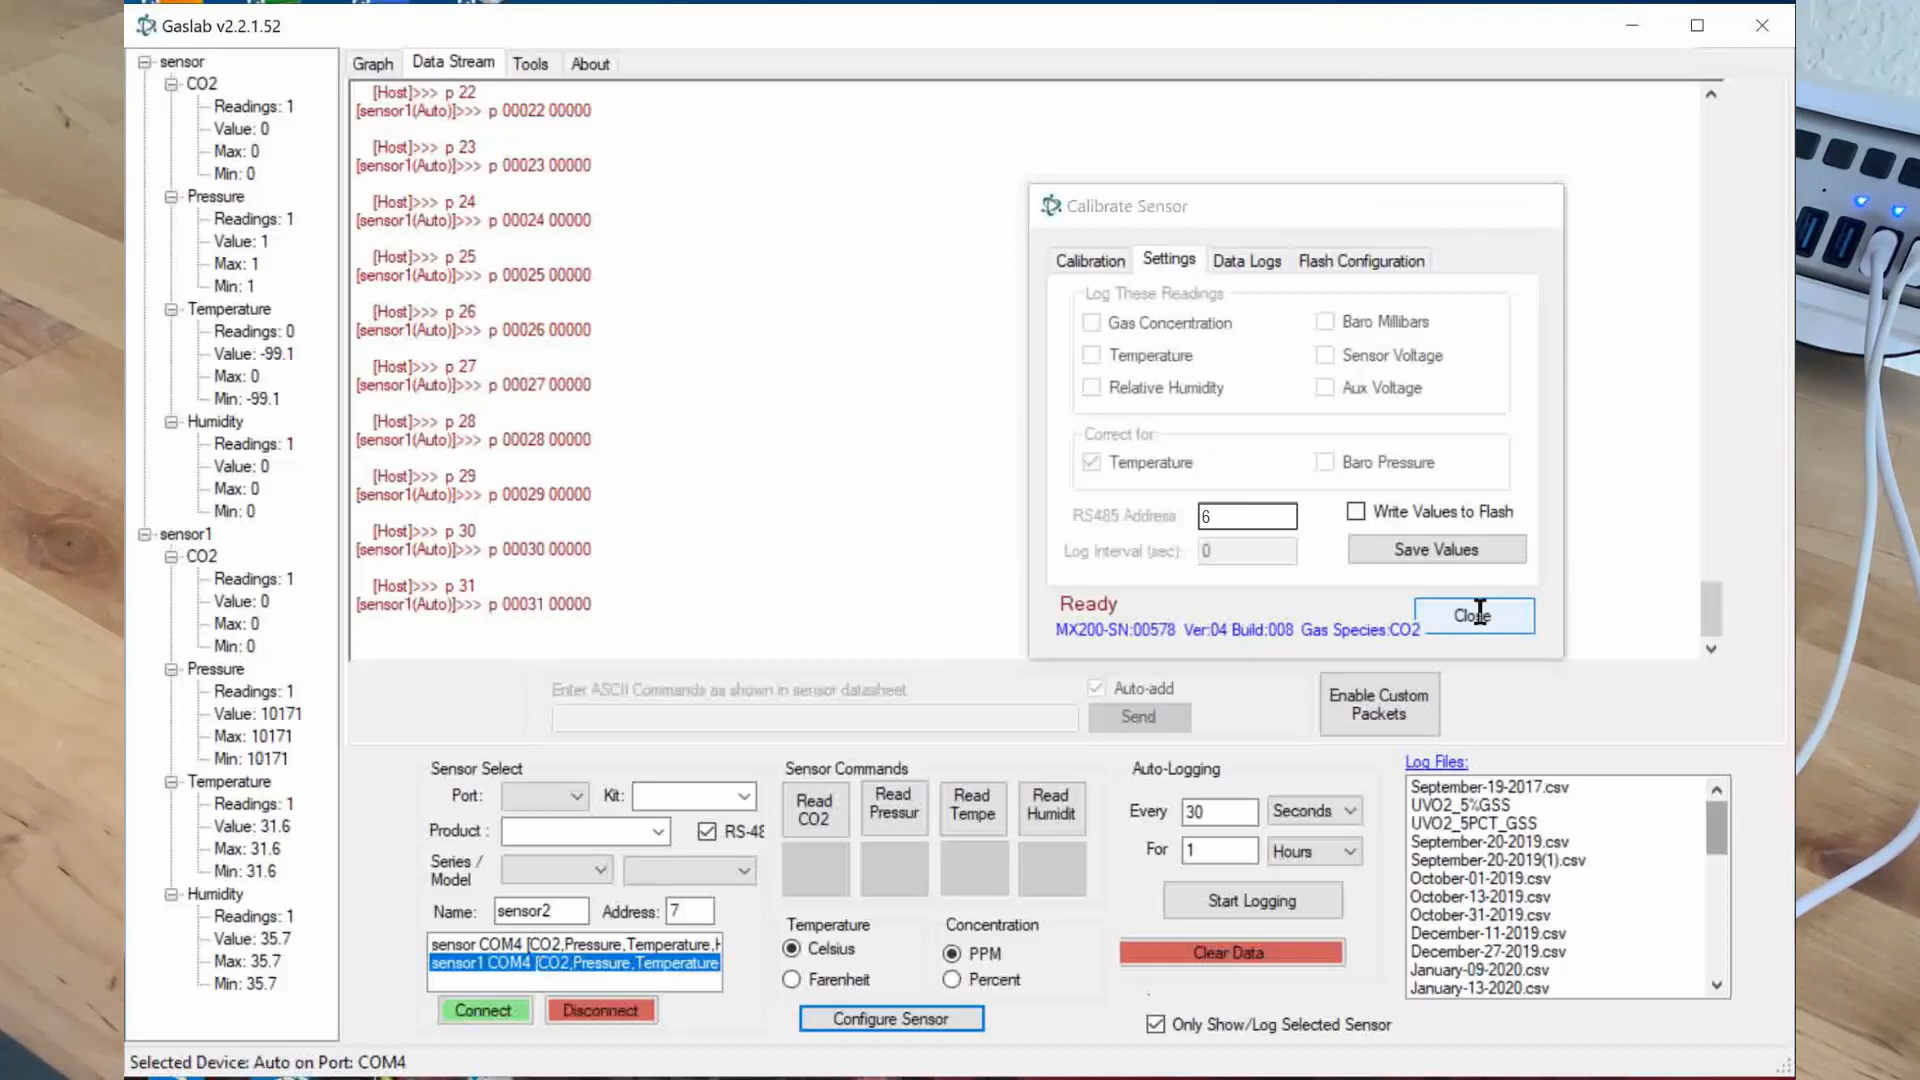 Gaslab v2.2.1.52
sensor
CO2
Readings: 1
Value: 0
Max: 0
Min: 0
Pressure
Readings: 1
Value: 1
Max: 1
Min: 1
Temperature
Readings: 0
Value: -99.1
Max: 0
Min: -99.1
Humidity
Readings: 1
Value: 0
Max: 0
Min: 0
sensor1
CO2
Readings: 1
Value: 0
Max: 0
Min: 0
Pressure
Readings: 1
Value: 10171
Max: 10171
Min: 10171
Temperature
Readings: 1
Value: 31.6
Max: 31.6
Min: 31.6
Humidity
Readings: 1
Value: 35.7
Max: 35.7
Min: 35.7
Graph Data Stream Tools About
[Host]>>> p 22
[sensor1(Auto)]>>> p 00022 00000
[Host]>>> p 23
[sensor1(Auto)]>>> p 00023 00000
[Host]>>> p 24
[sensor1(Auto)]>>> p 00024 00000
[Host]>>> p 25
[sensor1(Auto)]>>> p 00025 00000
[Host]>>> p 26
[sensor1(Auto)]>>> p 00026 00000
[Host]>>> p 27
[sensor1(Auto)]>>> p 00027 00000
[Host]>>> p 28
[sensor1(Auto)]>>> p 00028 00000
[Host]>>> p 29
[sensor1(Auto)]>>> p 00029 00000
[Host]>>> p 30
[sensor1(Auto)]>>> p 00030 00000
[Host]>>> p 31
[sensor1(Auto)]>>> p 00031 00000
Calibrate Sensor
Calibration Settings Data Logs Flash Configuration
Log These Readings
Gas Concentration Baro Millibars
Temperature Sensor Voltage
Relative Humidity Aux Voltage
Correct for
Temperature Baro Pressure
RS485 Address 6 Write Values to Flash
Log Interval (sec): 0 Save Values
Ready
Close
MX200-SN:00578 Ver:04 Build:008 Gas Species:CO2
Enter ASCII Commands as shown in sensor datasheet
Auto-add
Send
Enable Custom
Packets
Sensor Select
Port: Kit:
Product : RS-48
Series /
Model
Name: sensor2 Address: 7
sensor COM4 [CO2,Pressure,Temperature,H
sensor1 COM4 [CO2,Pressure,Temperature
Connect Disconnect
Sensor Commands
Read
CO2
Read
Pressur
Read
Tempe
Read
Humidit
Temperature
Celsius
Farenheit
Concentration
PPM
Percent
Configure Sensor
Auto-Logging
Every 30 Seconds
For 1 Hours
Start Logging
Clear Data
Only Show/Log Selected Sensor
Log Files:
September-19-2017.csv
UVO2_5%GSS
UVO2_5PCT_GSS
September-20-2019.csv
September-20-2019(1).csv
October-01-2019.csv
October-13-2019.csv
October-31-2019.csv
December-11-2019.csv
December-27-2019.csv
January-09-2020.csv
January-13-2020.csv
Selected Device: Auto on Port: COM4